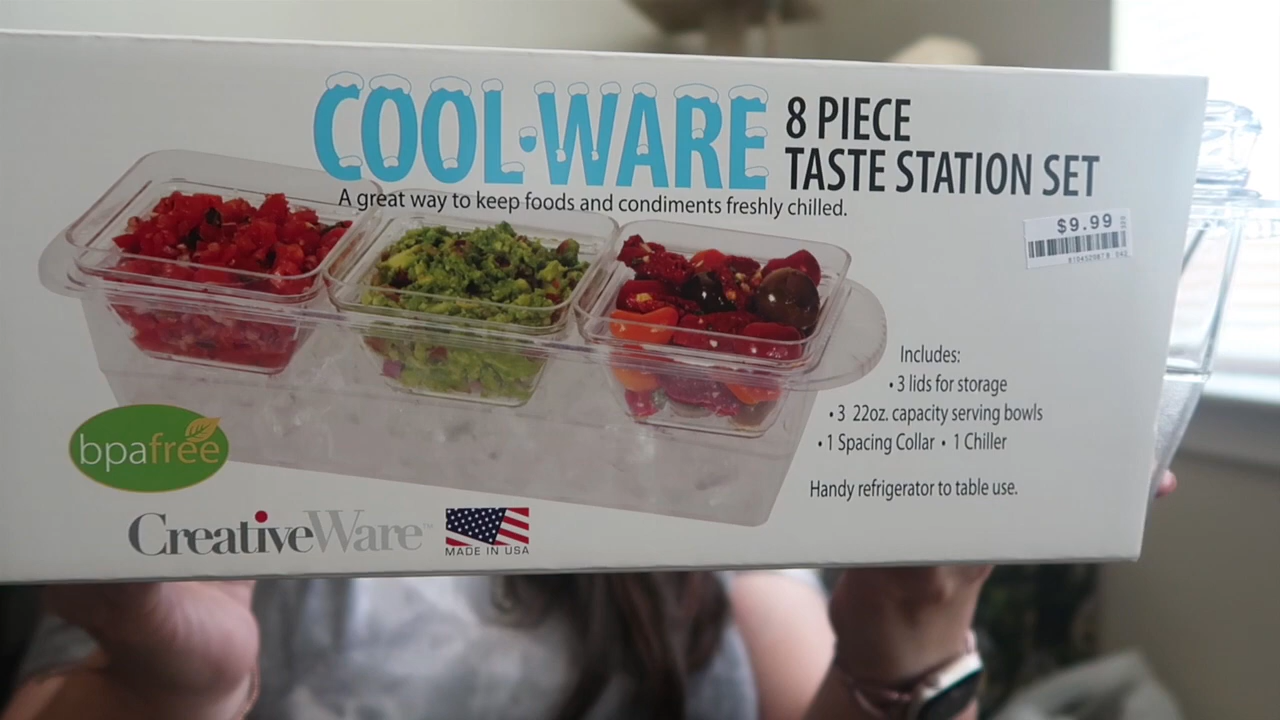 COOL·WARE
8 PIECE
TASTE STATION SET
A great way to keep foods and condiments freshly chilled.
$9.99
Includes:
• 3 lids for storage
• 3 22oz. capacity serving bowls
• 1 Spacing Collar • 1 Chiller
Handy refrigerator to table use.
bpafree
CreativeWare™
MADE IN USA